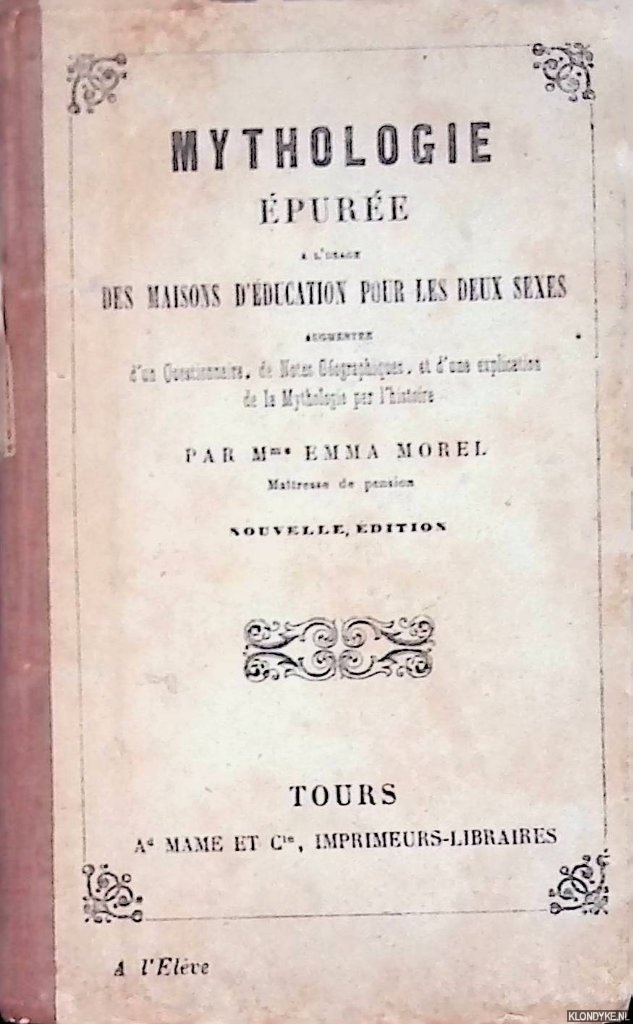 MYTHOLOGIE
ÉPURÉE
A L'USAGE
DES MAISONS D'ÉDUCATION POUR LES DEUX SEXES
AUGMENTÉE
d'un Questionnaire, de Notes Géographiques, et d'une explication
de la Mythologie par l'histoire
PAR Mme EMMA MOREL
Maîtresse de pension
NOUVELLE, ÉDITION
TOURS
Ad MAME ET Cie, IMPRIMEURS-LIBRAIRES
A l'Elève
KLONDYKE.NL